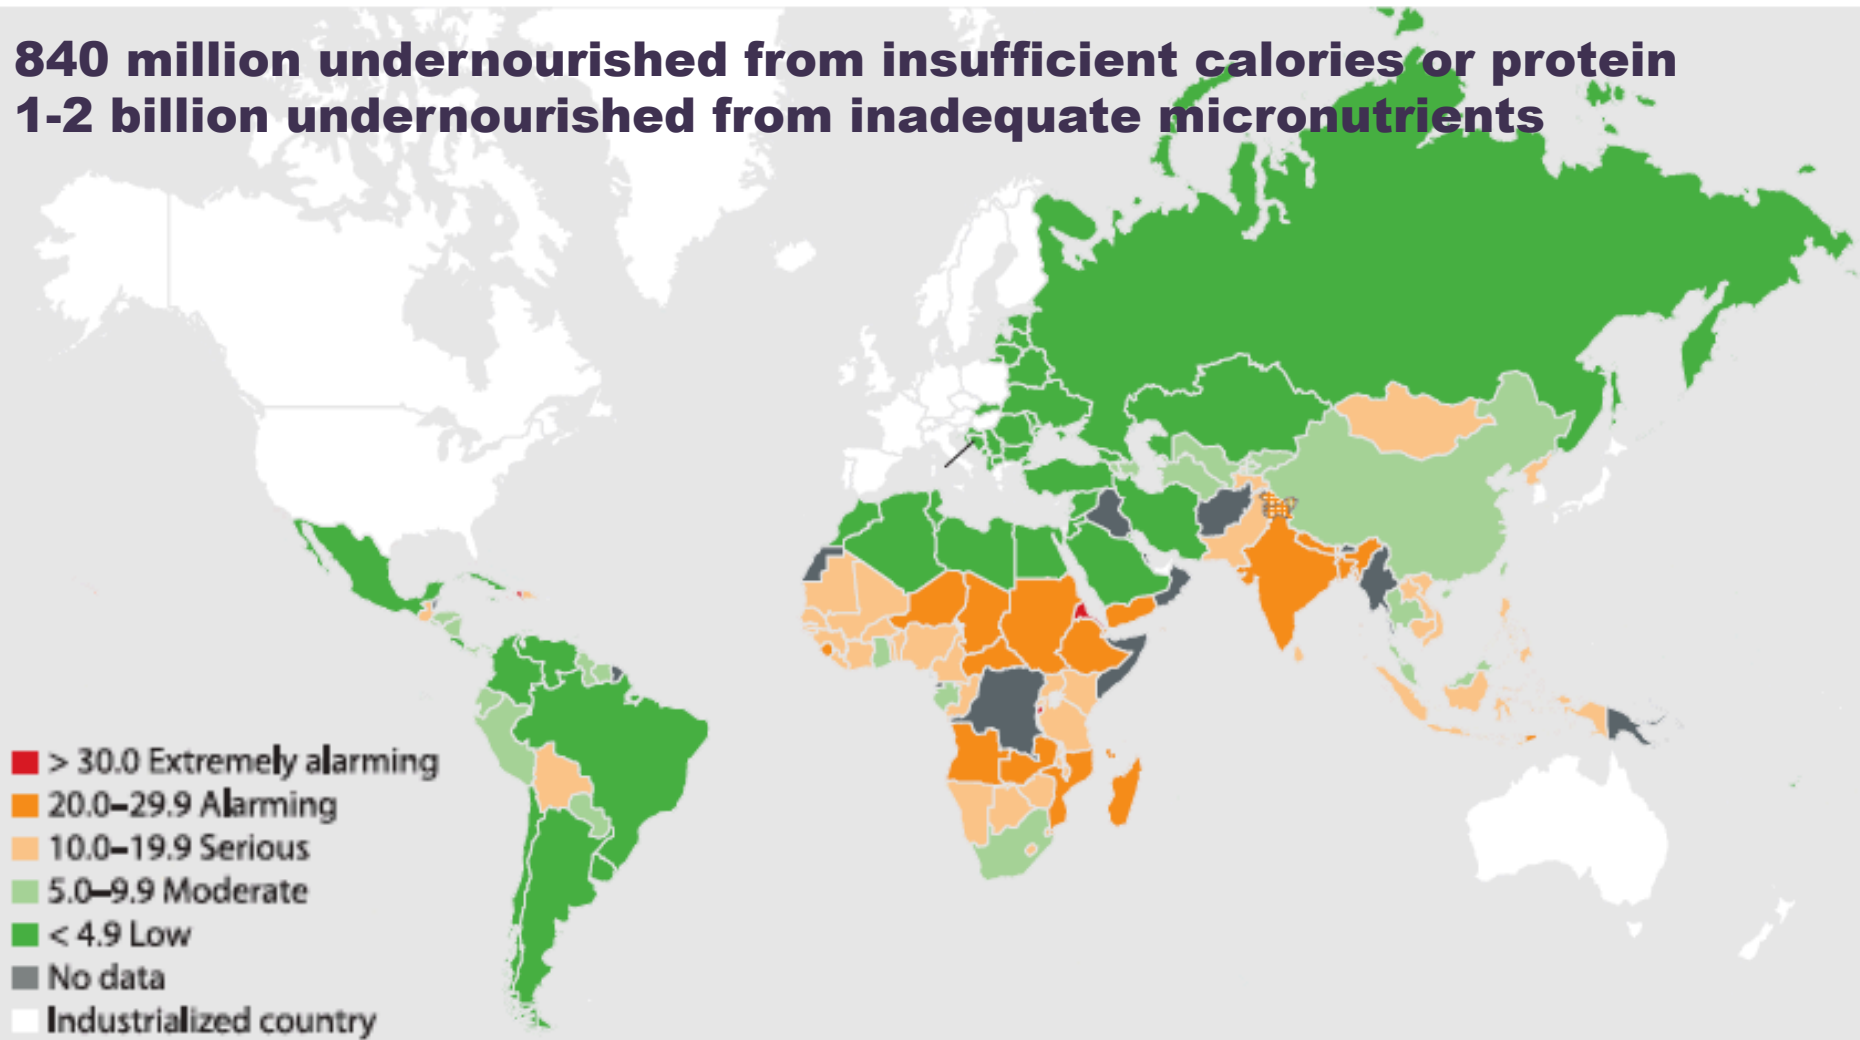 840 million undernourished from insufficient calories or protein
1-2 billion undernourished from inadequate micronutrients
> 30.0 Extremely alarming
20.0–29.9 Alarming
10.0–19.9 Serious
5.0–9.9 Moderate
< 4.9 Low
No data
Industrialized country